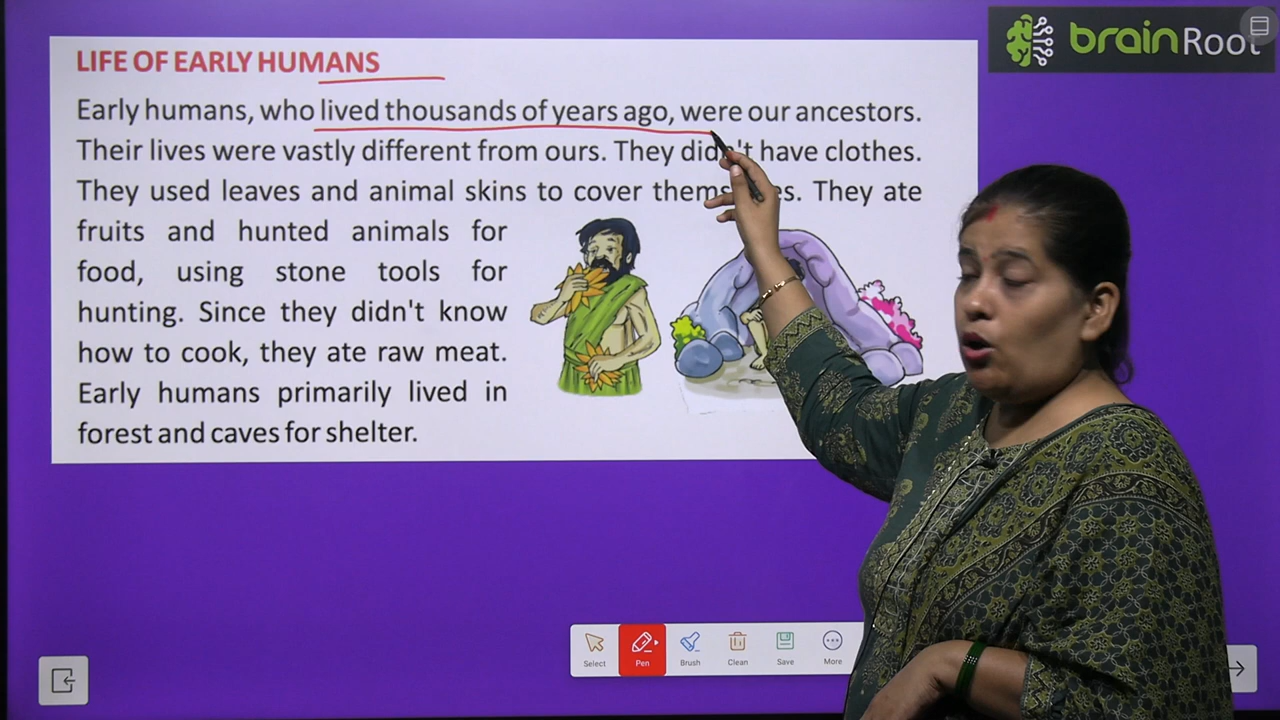 LIFE OF EARLY HUMANS
brainRoot
Early humans, who lived thousands of years ago, were our ancestors.
Their lives were vastly different from ours. They didn't have clothes.
They used leaves and animal skins to cover themselves. They ate
fruits and hunted animals for
food, using stone tools for
hunting. Since they didn't know
how to cook, they ate raw meat.
Early humans primarily lived in
forest and caves for shelter.
Select Pen Brush Clean Save More